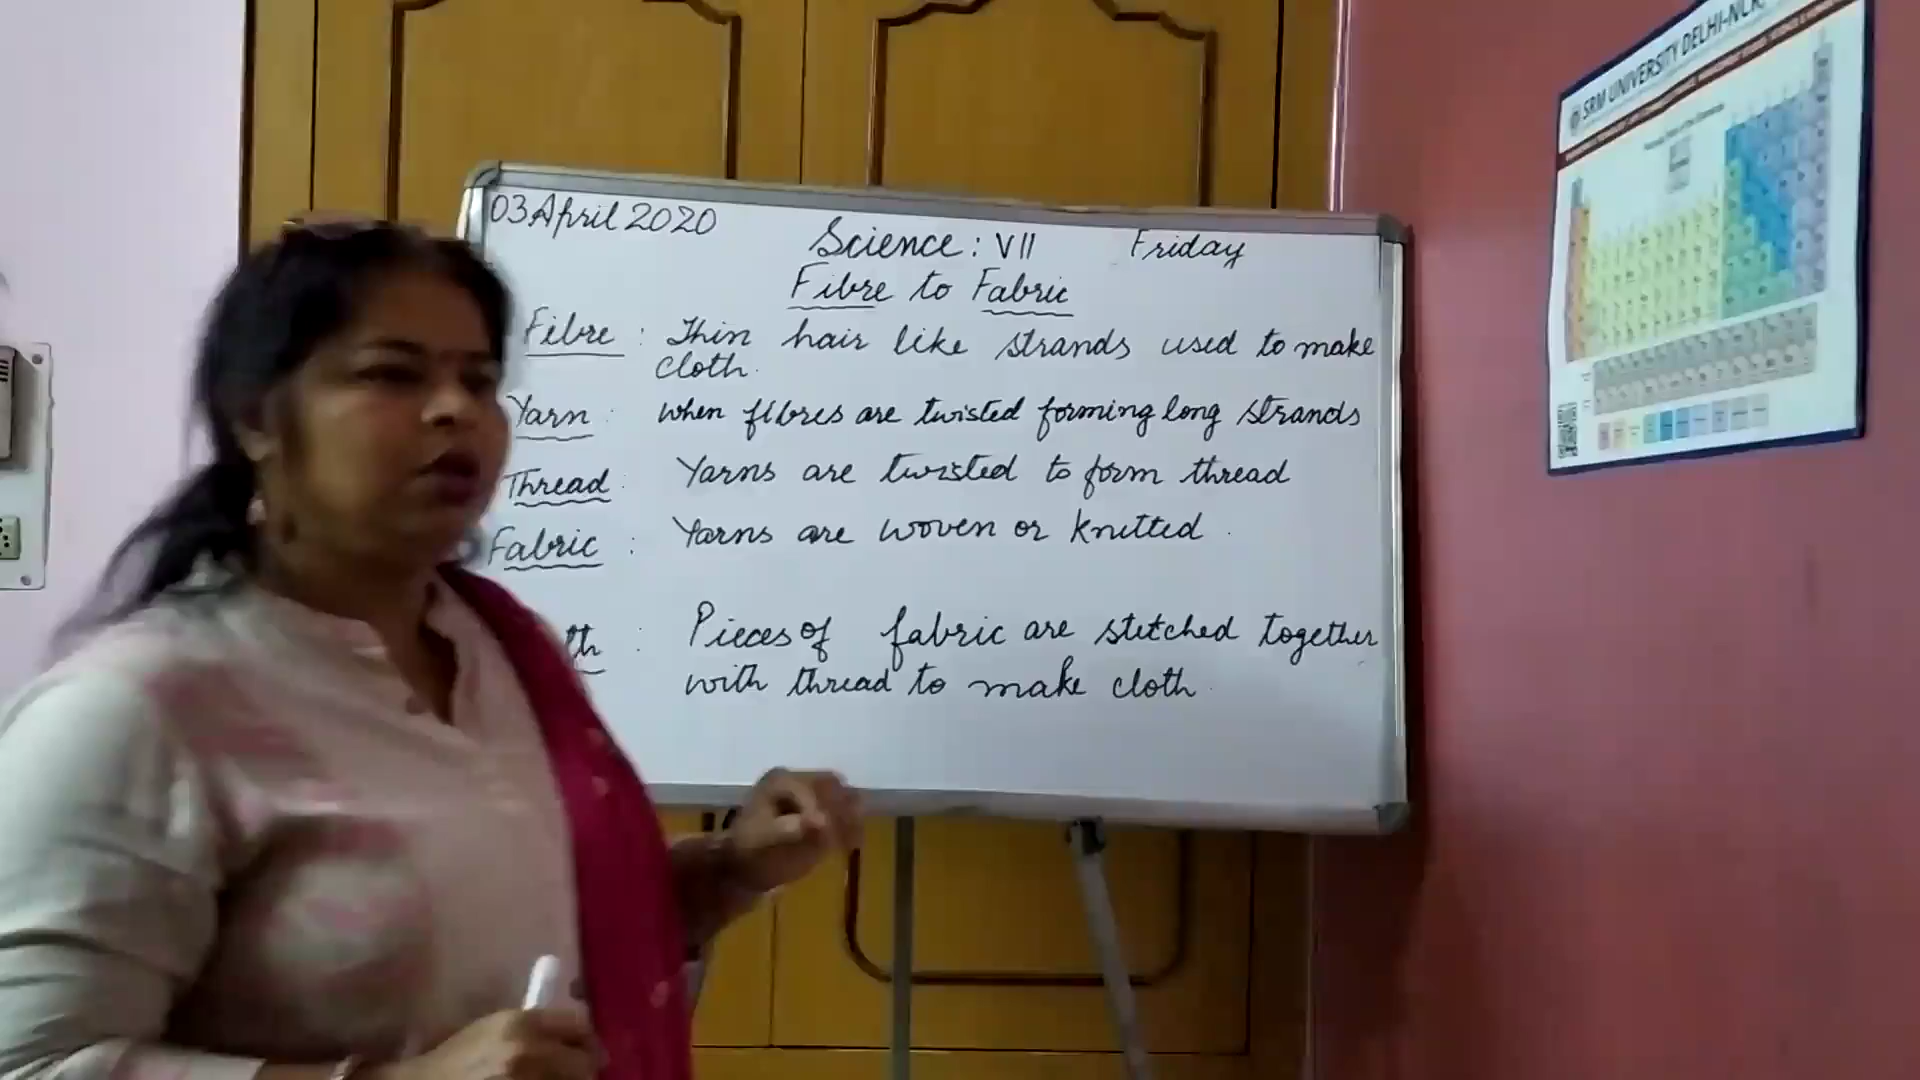 03 April 2020
Science : VII
Friday
Fibre to Fabric
Fibre : Thin hair like strands used to make
cloth.
Yarn : When fibres are twisted forming long strands
Thread : Yarns are twisted to form thread
Fabric : Yarns are woven or knitted.
th : Pieces of fabric are stitched together
with thread to make cloth.
SRM UNIVERSITY DELHI-NCR,